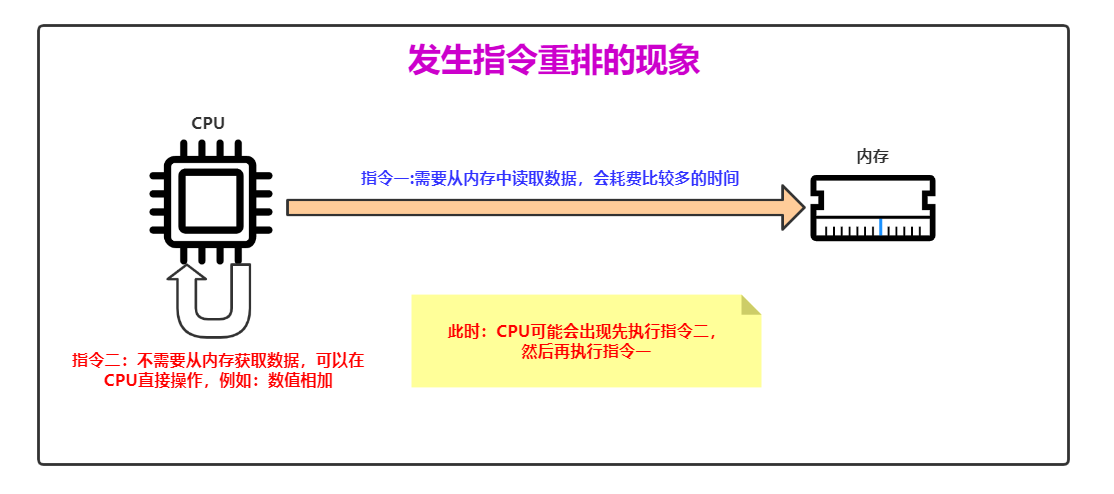 发生指令重排的现象
CPU
内存
指令一:需要从内存中读取数据，会耗费比较多的时间
此时：CPU可能会出现先执行指令二，
然后再执行指令一
指令二：不需要从内存获取数据，可以在
CPU直接操作，例如：数值相加